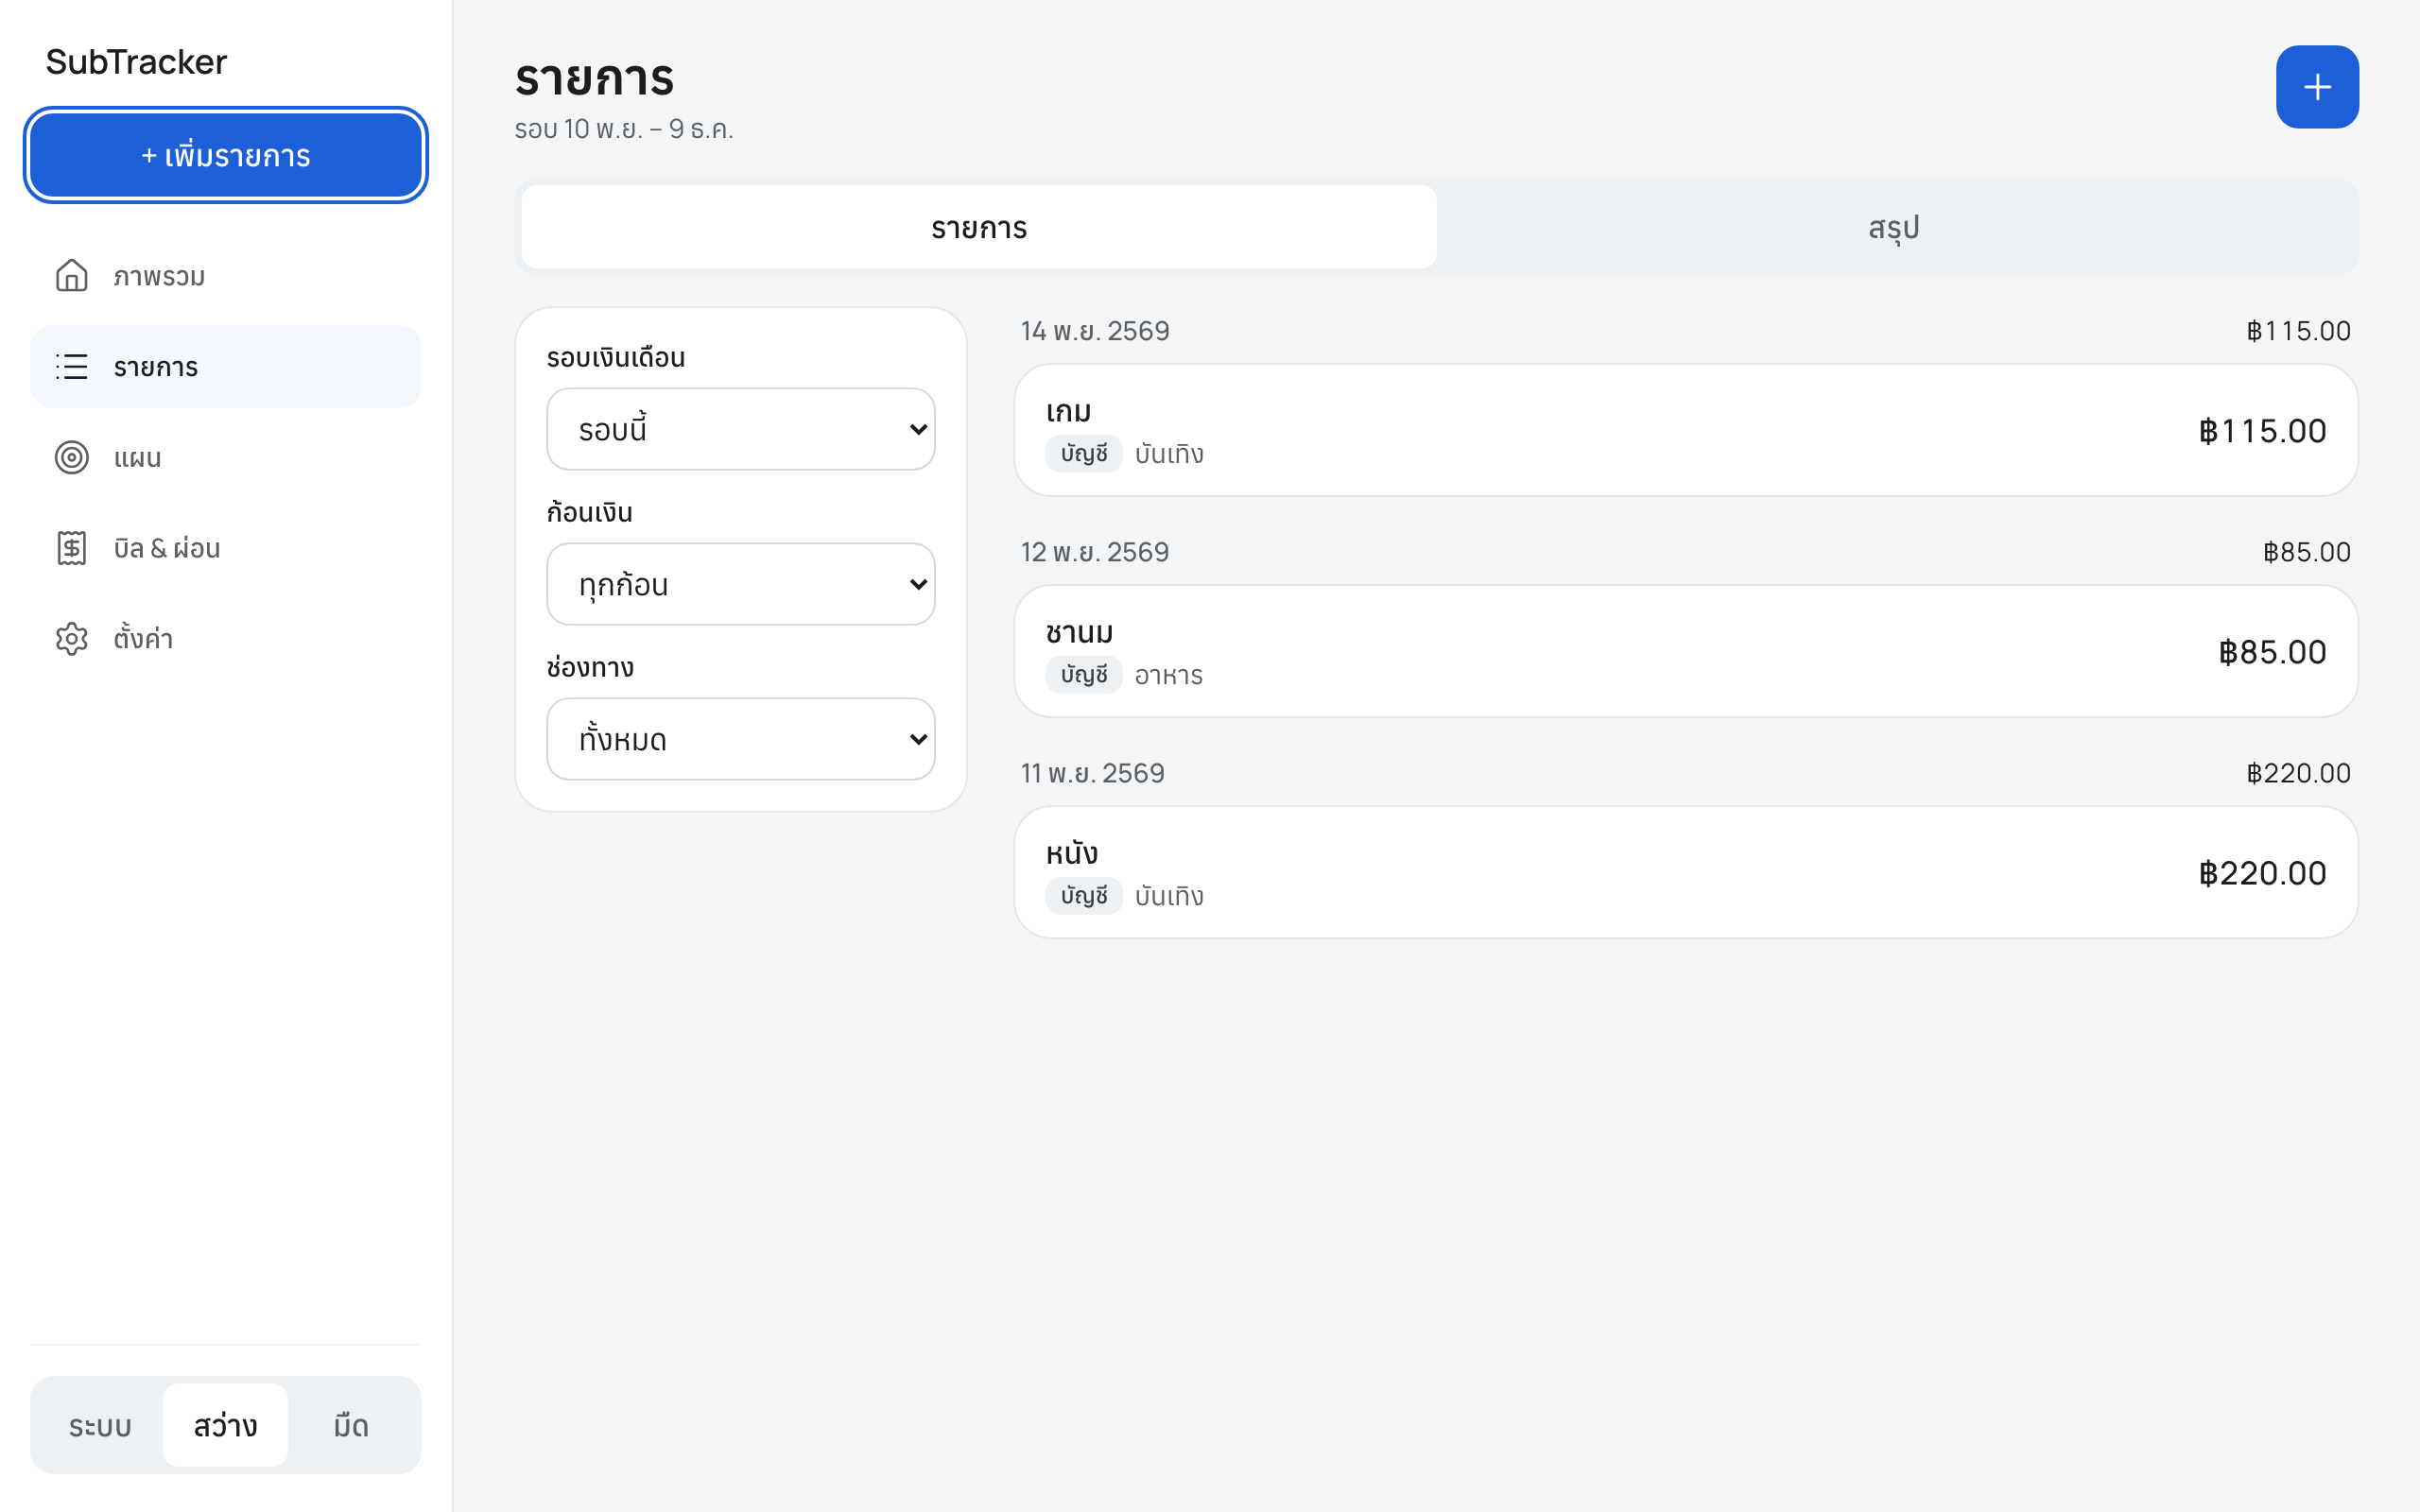 SubTracker
+ เพิ่มรายการ
ภาพรวม
รายการ
แผน
บิล & ผ่อน
ตั้งค่า
ระบบ สว่าง มืด
รายการ
รอบ 10 พ.ย. – 9 ธ.ค.
รายการ สรุป
รอบเงินเดือน
รอบนี้
ก้อนเงิน
ทุกก้อน
ช่องทาง
ทั้งหมด
14 พ.ย. 2569 ฿115.00
เกม
บัญชี บันเทิง ฿115.00
12 พ.ย. 2569 ฿85.00
ชานม
บัญชี อาหาร ฿85.00
11 พ.ย. 2569 ฿220.00
หนัง
บัญชี บันเทิง ฿220.00